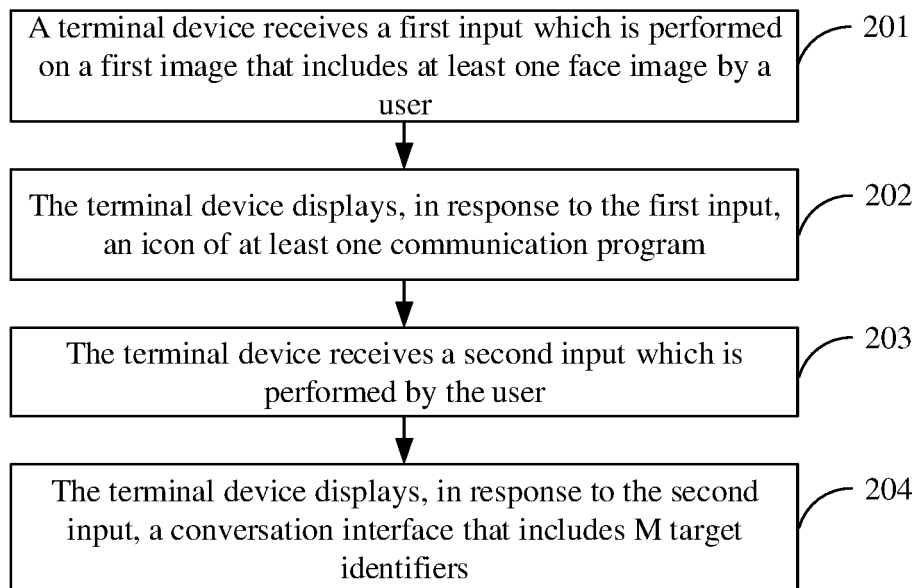 A terminal device receives a first input which is performed
on a first image that includes at least one face image by a
user
201
The terminal device displays, in response to the first input,
an icon of at least one communication program
202
The terminal device receives a second input which is
performed by the user
203
The terminal device displays, in response to the second
input, a conversation interface that includes M target
identifiers
204